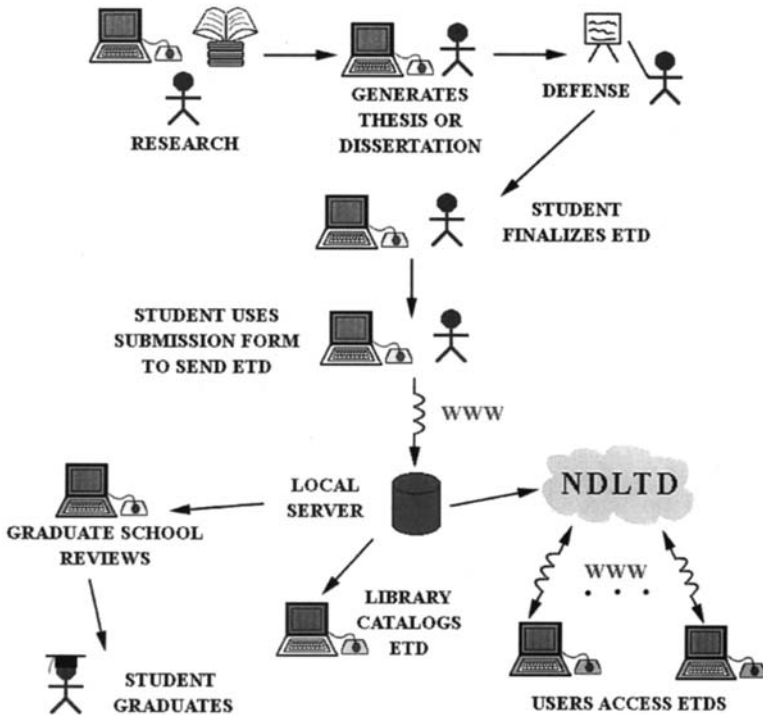 RESEARCH
GENERATES
THESIS OR
DISSERTATION
DEFENSE
STUDENT
FINALIZES ETD
STUDENT USES
SUBMISSION FORM
TO SEND ETD
WWW
LOCAL
SERVER
NDLTD
GRADUATE SCHOOL
REVIEWS
LIBRARY
CATALOGS
ETD
WWW
. . .
STUDENT
GRADUATES
USERS ACCESS ETDS